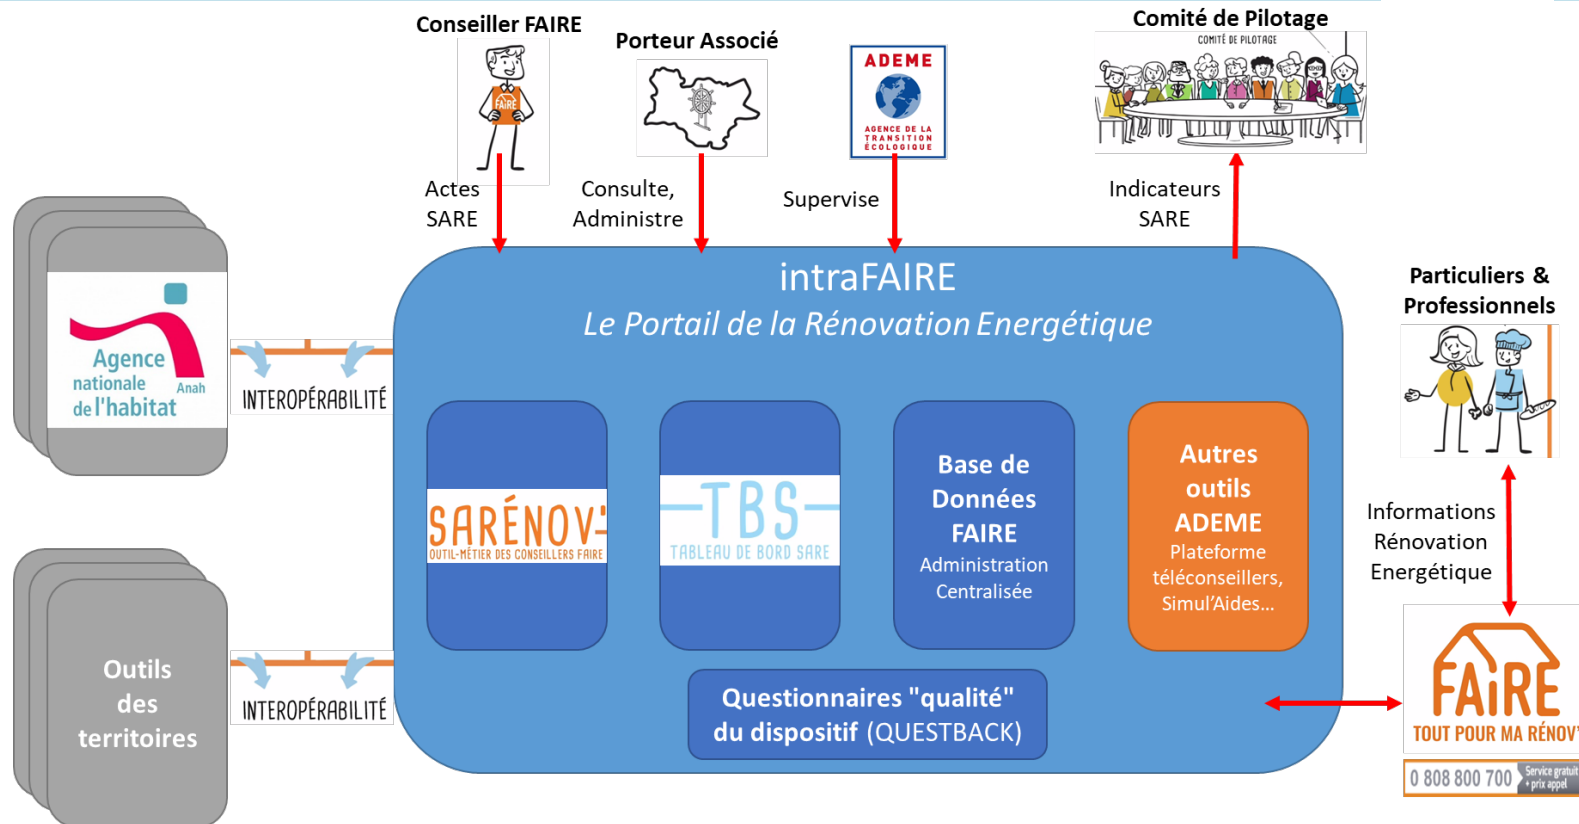 Conseiller FAIRE
Porteur Associé
Comité de Pilotage
COMITÉ DE PILOTAGE
ADEME
AGENCE DE LA
TRANSITION
ÉCOLOGIQUE
FAiRE
Actes
SARE
Consulte,
Administre
Supervise
Indicateurs
SARE
intraFAIRE
Le Portail de la Rénovation Energétique
Particuliers &
Professionnels
Agence
nationale
de l'habitat
Anah
INTEROPÉRABILITÉ
SARÉNOV'
OUTIL-MÉTIER DES CONSEILLERS FAIRE
TBS
TABLEAU DE BORD SARE
Base de
Données
FAIRE
Administration
Centralisée
Autres
outils
ADEME
Plateforme
téléconseillers,
Simul'Aides...
Informations
Rénovation
Energétique
Outils
des
territoires
INTEROPÉRABILITÉ
Questionnaires "qualité"
du dispositif (QUESTBACK)
FAiRE
TOUT POUR MA RÉNOV'
0 808 800 700
Service gratuit
+ prix appel